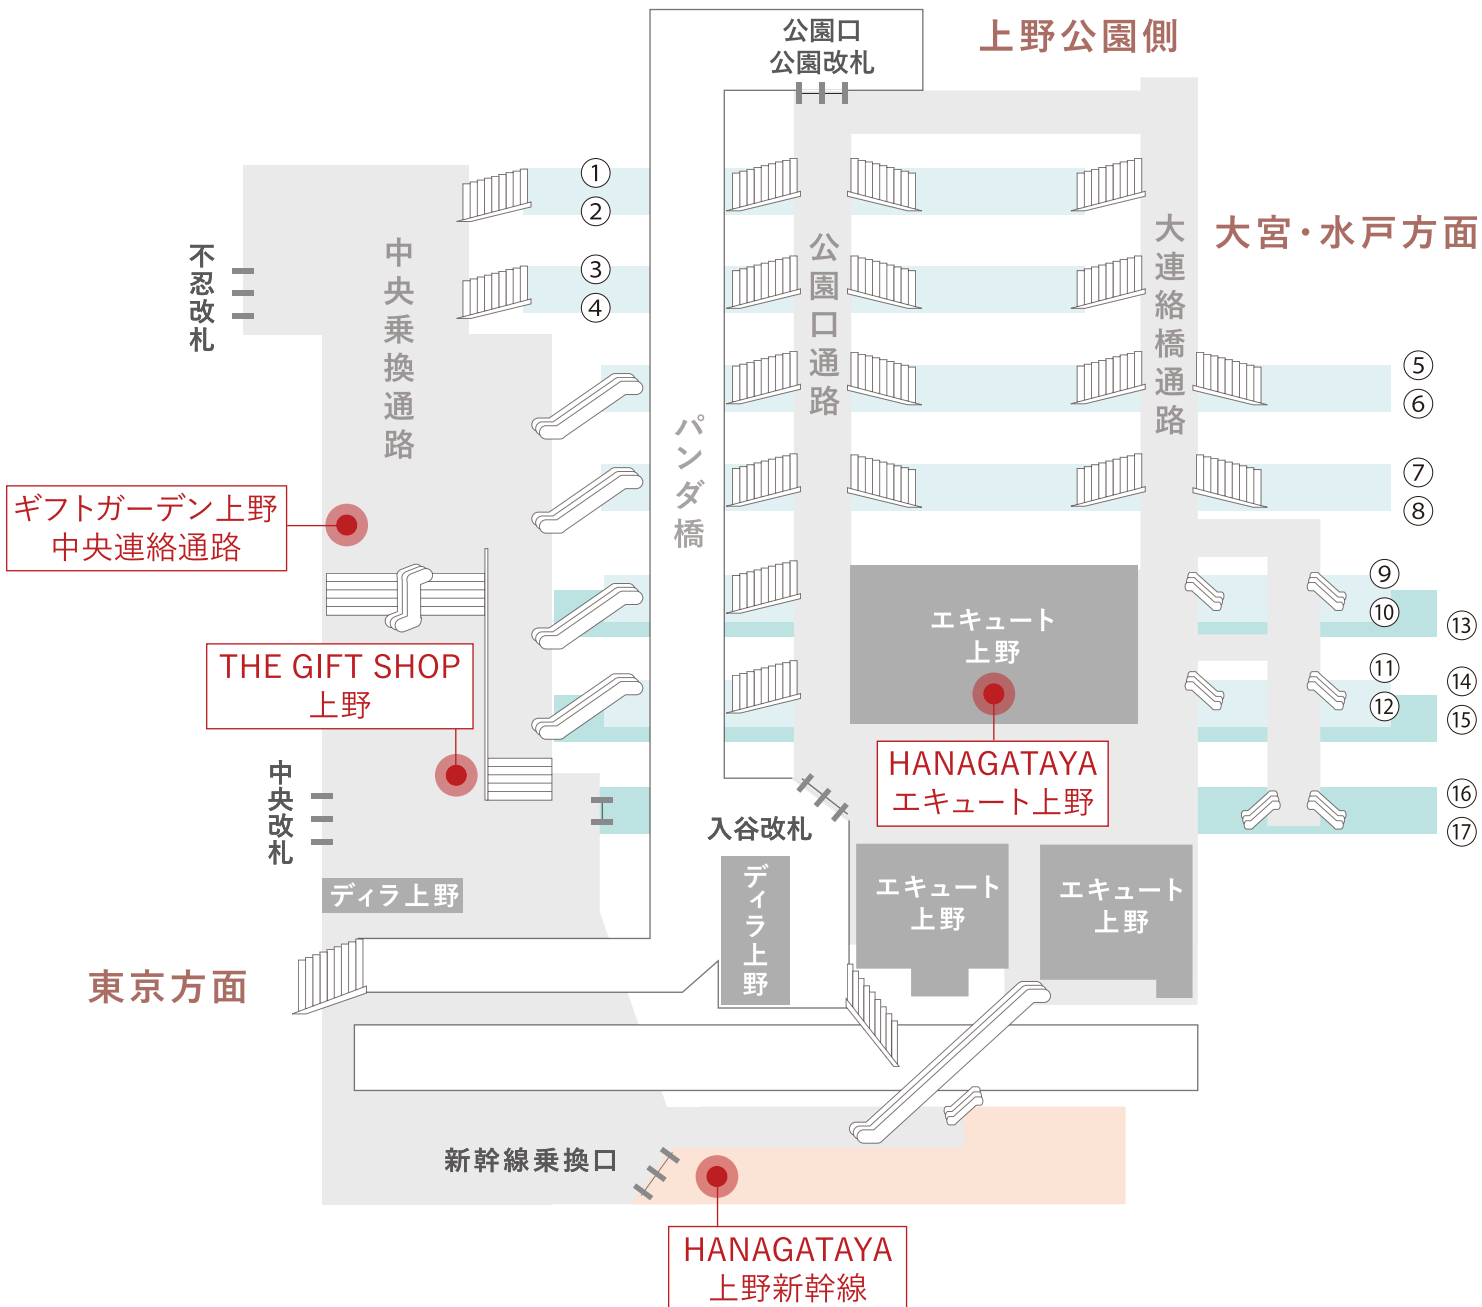 公園口
公園改札
上野公園側
①
②
不忍改札
中央乗換通路
公園口通路
大連絡橋通路
大宮・水戸方面
③
④
⑤
⑥
パンダ橋
⑦
⑧
ギフトガーデン上野
中央連絡通路
⑨
⑩
⑬
エキュート
上野
THE GIFT SHOP
上野
⑪
⑫
⑭
⑮
HANAGATAYA
エキュート上野
中央改札
⑯
⑰
入谷改札
ディラ上野
ディラ上野
エキュート
上野
エキュート
上野
東京方面
新幹線乗換口
HANAGATAYA
上野新幹線